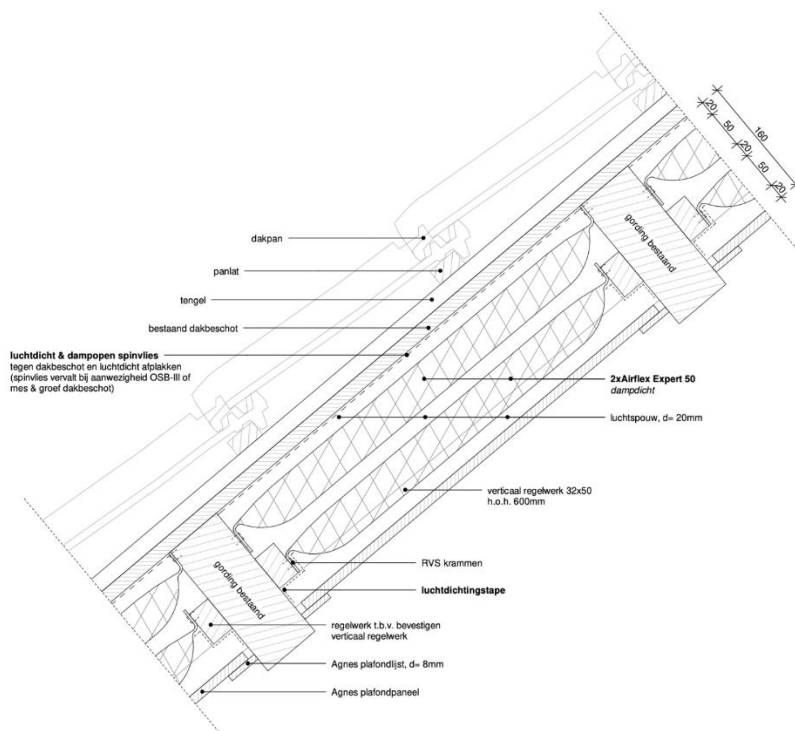 20
50
20
50
20
160
gording bestaand
dakpan
panlat
tengel
bestaand dakbeschot
luchtdicht & dampopen spinvlies
tegen dakbeschot en luchtdicht afplakken
(spinvlies vervalt bij aanwezigheid OSB-III of
mes & groef dakbeschot)
2xAirflex Expert 50
dampdicht
luchtspouw, d= 20mm
verticaal regelwerk 32x50
h.o.h. 600mm
RVS krammen
luchtdichtingstape
gording bestaand
regelwerk t.b.v. bevestigen
verticaal regelwerk
Agnes plafondlijst, d= 8mm
Agnes plafondpaneel